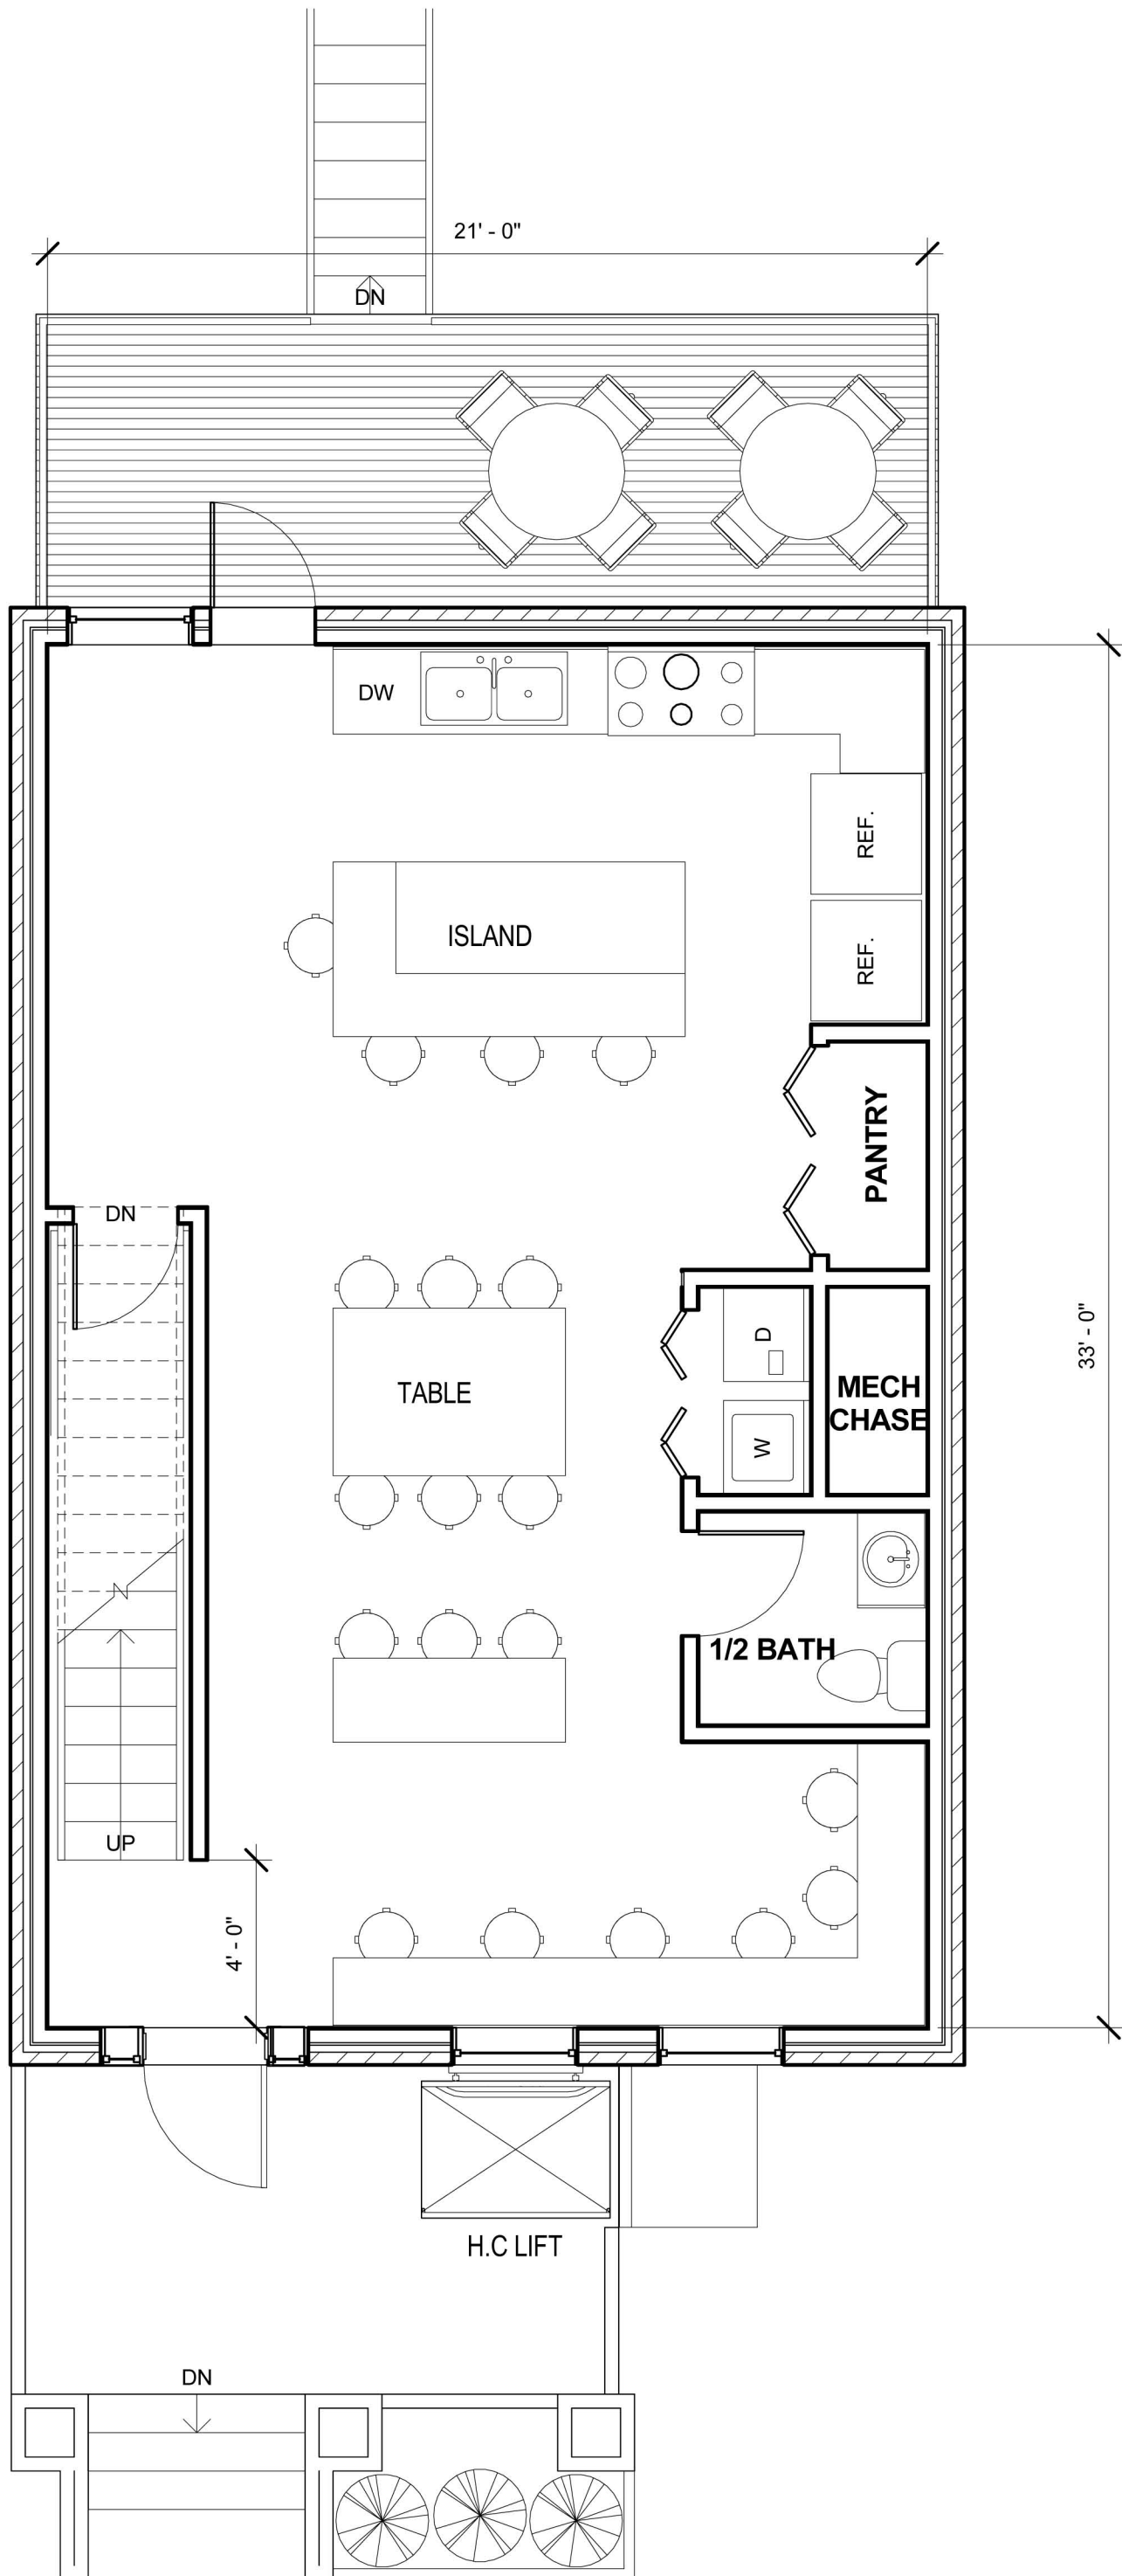 21' - 0"
DN
DW
REF.
ISLAND
REF.
PANTRY
DN
D
33' - 0"
TABLE
MECH
CHASE
W
1/2 BATH
UP
4' - 0"
H.C LIFT
DN